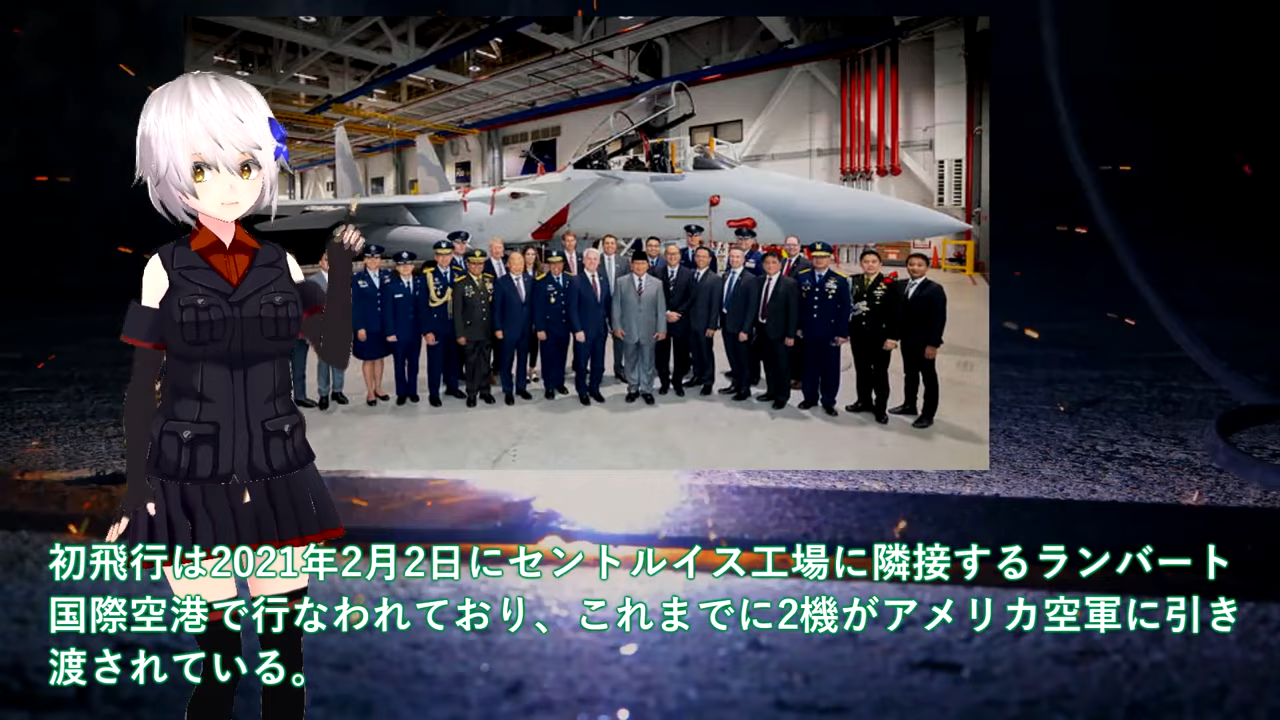 初飛行は2021年2月2日にセントルイス工場に隣接するランバート
国際空港で行なわれており、これまでに2機がアメリカ空軍に引き
渡されている。